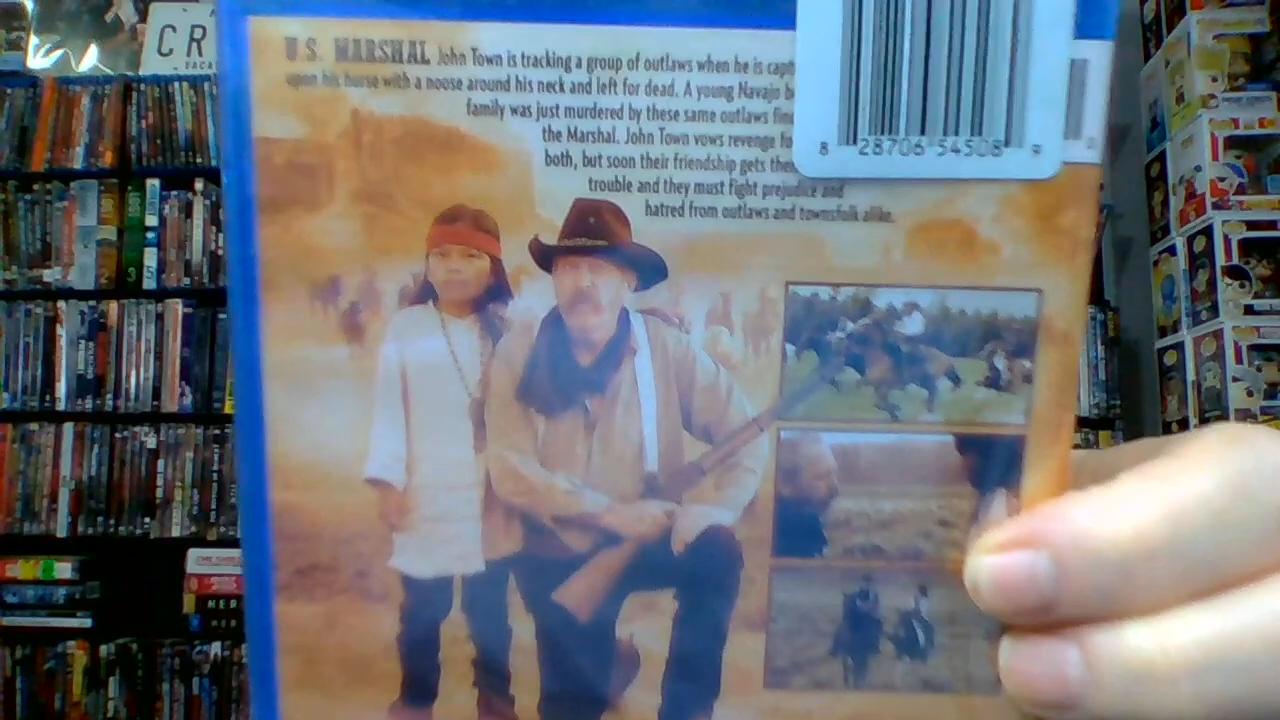 CR
U.S. MARSHAL John Town is tracking a group of outlaws when he is capt
upon his horse with a noose around his neck and left for dead. A young Navajo b
family was just murdered by these same outlaws find
the Marshal. John Town vows revenge fo
both, but soon their friendship gets the
trouble and they must fight prejudice and
hatred from outlaws and townsfolk alike.
8 28706 54508 9